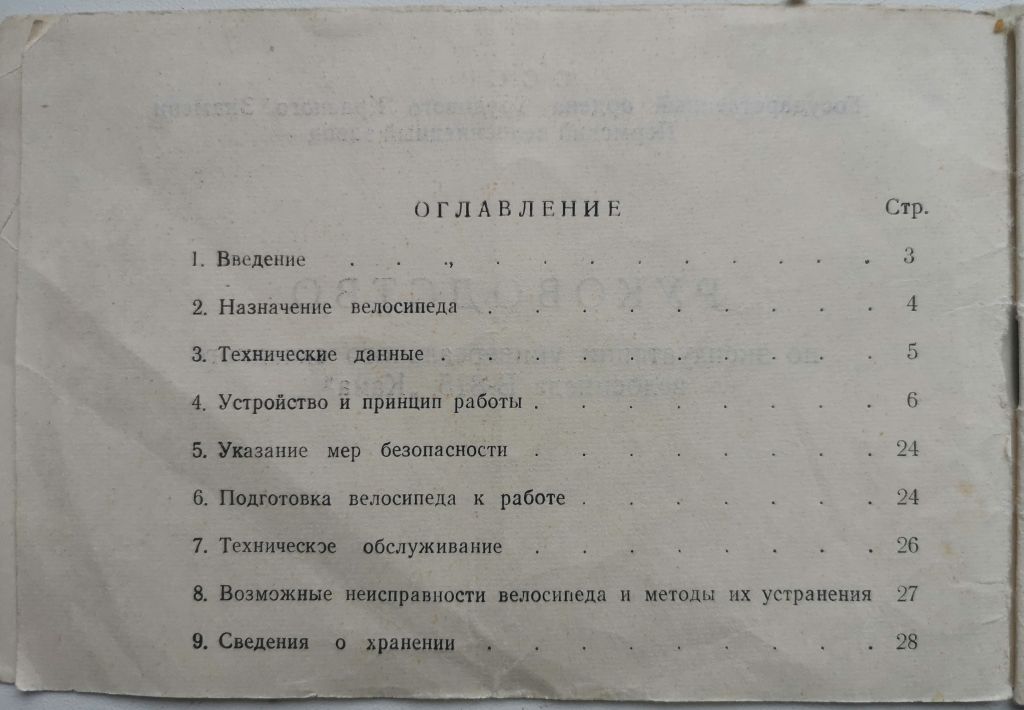 ОГЛАВЛЕНИЕ Стр.
1. Введение . . ., . . . . . . . . . 3
2. Назначение велосипеда . . . . . . . . . 4
3. Технические данные . . . . . . . . . 5
4. Устройство и принцип работы . . . . . . . . 6
5. Указание мер безопасности . . . . . . . . 24
6. Подготовка велосипеда к работе . . . . . . . 24
7. Техническое обслуживание . . . . . . . . 26
8. Возможные неисправности велосипеда и методы их устранения 27
9. Сведения о хранении . . . . . . . . . 28